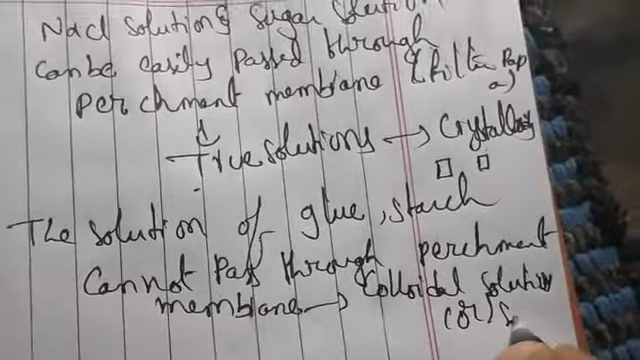 Nacl solution & Sugar Solution
can be easily Passed through
perchment membrane (filter Pap
a)
True solutions → Crystalloids
The solution of glue, starch
Cannot Pass through perchment
membrane → Colloidal solution
(or) S